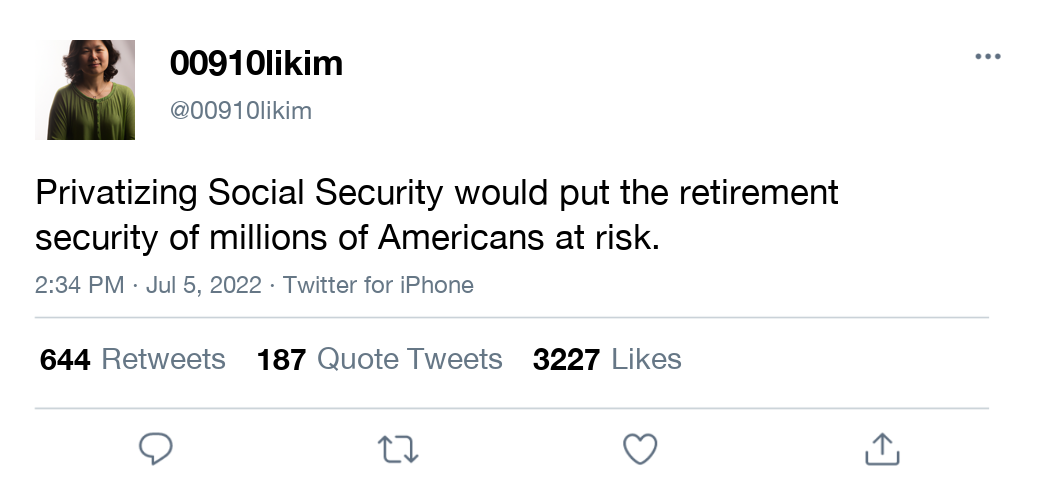 00910likim
@00910likim
Privatizing Social Security would put the retirement
security of millions of Americans at risk.
2:34 PM · Jul 5, 2022 · Twitter for iPhone
644 Retweets 187 Quote Tweets 3227 Likes